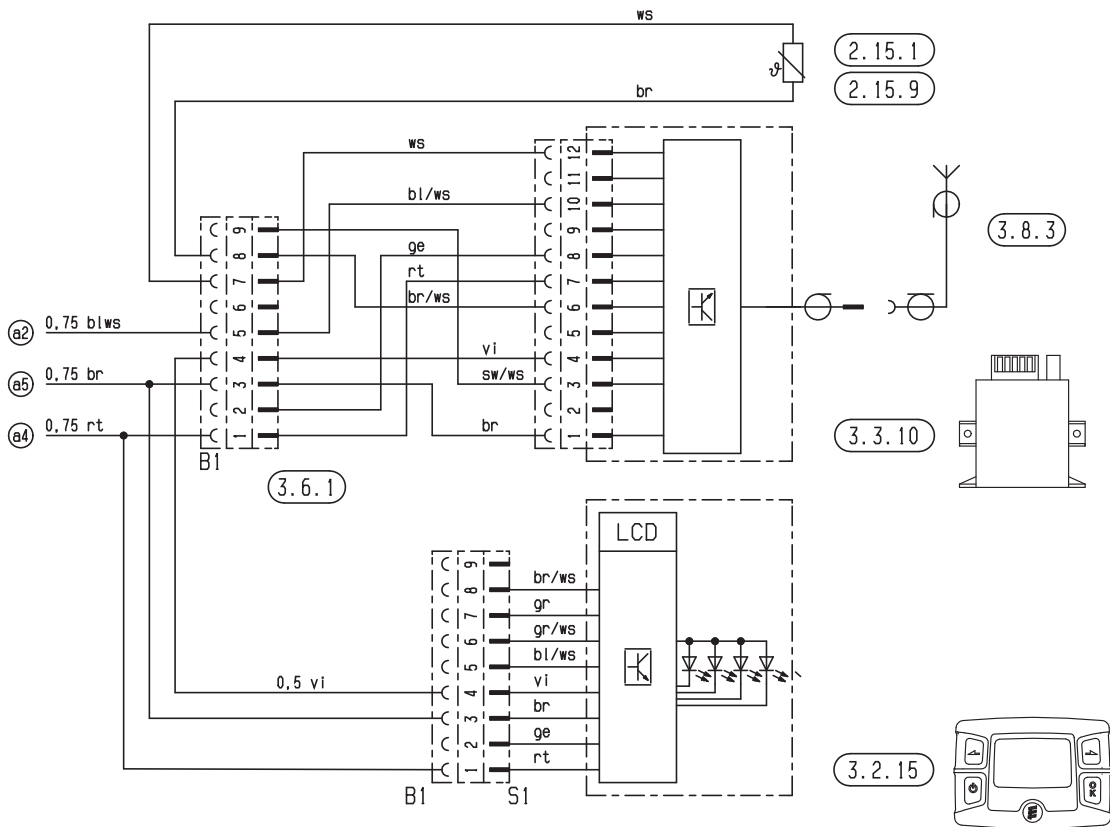 ws
2.15.1
ϑ
2.15.9
br
ws
12
11
bl/ws
10
3.8.3
9
9
ge
8
8
rt
7
7
br/ws
6
6
a2 0,75 blws
5
5
vi
4
4
a5 0,75 br
sw/ws
3
3
2
2
a4 0,75 rt
br
1
1
3.3.10
B1
3.6.1
LCD
9
br/ws
8
gr
7
gr/ws
6
bl/ws
5
0,5 vi
vi
4
br
3
ge
2
rt
1
3.2.15
B1
S1
OK